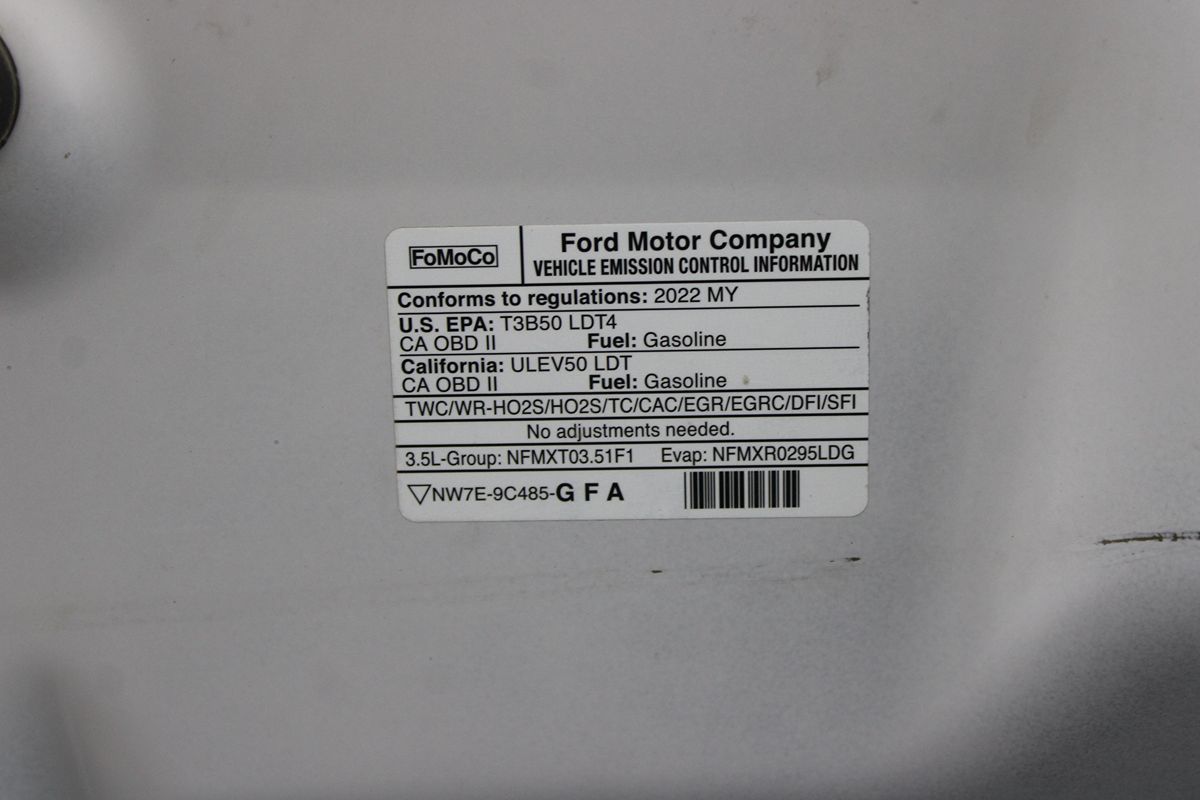 FoMoCo
Ford Motor Company
VEHICLE EMISSION CONTROL INFORMATION
Conforms to regulations: 2022 MY
U.S. EPA: T3B50 LDT4
CA OBD II Fuel: Gasoline
California: ULEV50 LDT
CA OBD II Fuel: Gasoline
TWC/WR-HO2S/HO2S/TC/CAC/EGR/EGRC/DFI/SFI
No adjustments needed.
3.5L-Group: NFMXT03.51F1 Evap: NFMXR0295LDG
▽NW7E-9C485-G F A